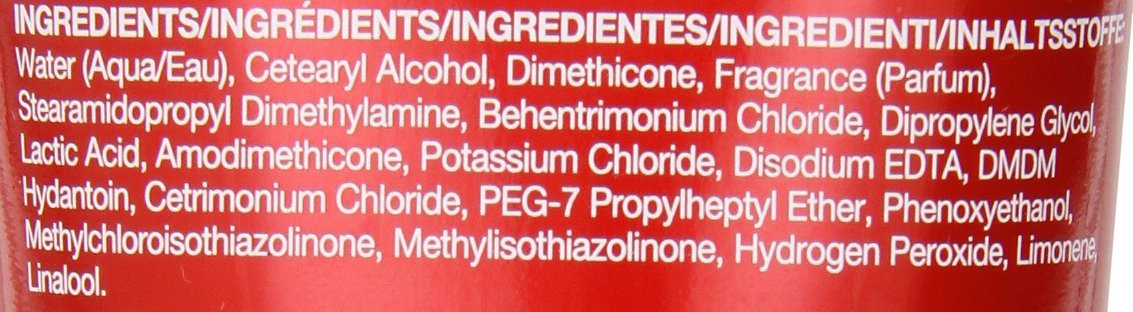 INGREDIENTS/INGRÉDIENTS/INGREDIENTES/INGREDIENTI/INHALTSSTOFFE:
Water (Aqua/Eau), Cetearyl Alcohol, Dimethicone, Fragrance (Parfum),
Stearamidopropyl Dimethylamine, Behentrimonium Chloride, Dipropylene Glycol,
Lactic Acid, Amodimethicone, Potassium Chloride, Disodium EDTA, DMDM
Hydantoin, Cetrimonium Chloride, PEG-7 Propylheptyl Ether, Phenoxyethanol,
Methylchloroisothiazolinone, Methylisothiazolinone, Hydrogen Peroxide, Limonene,
Linalool.